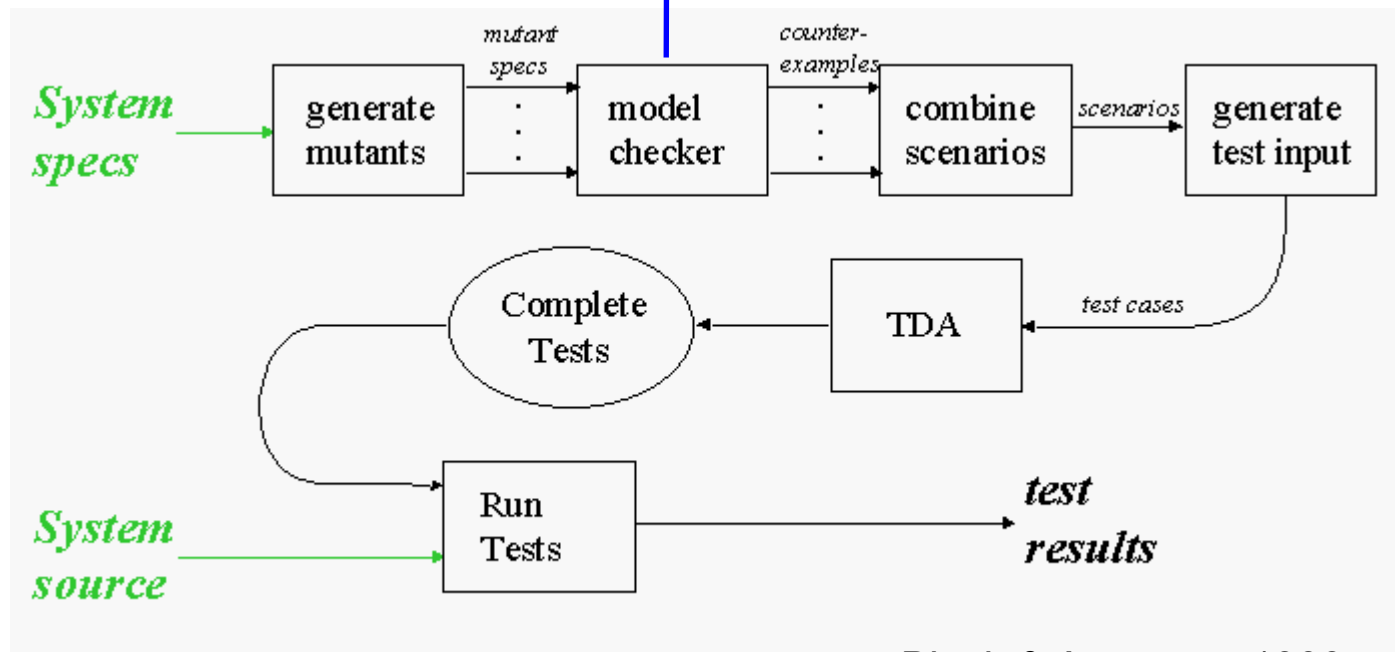 mutant
specs
counter-
examples
System
specs
generate
mutants
model
checker
combine
scenarios
scenarios
generate
test input
Complete
Tests
TDA
test cases
Run
Tests
test
results
System
source